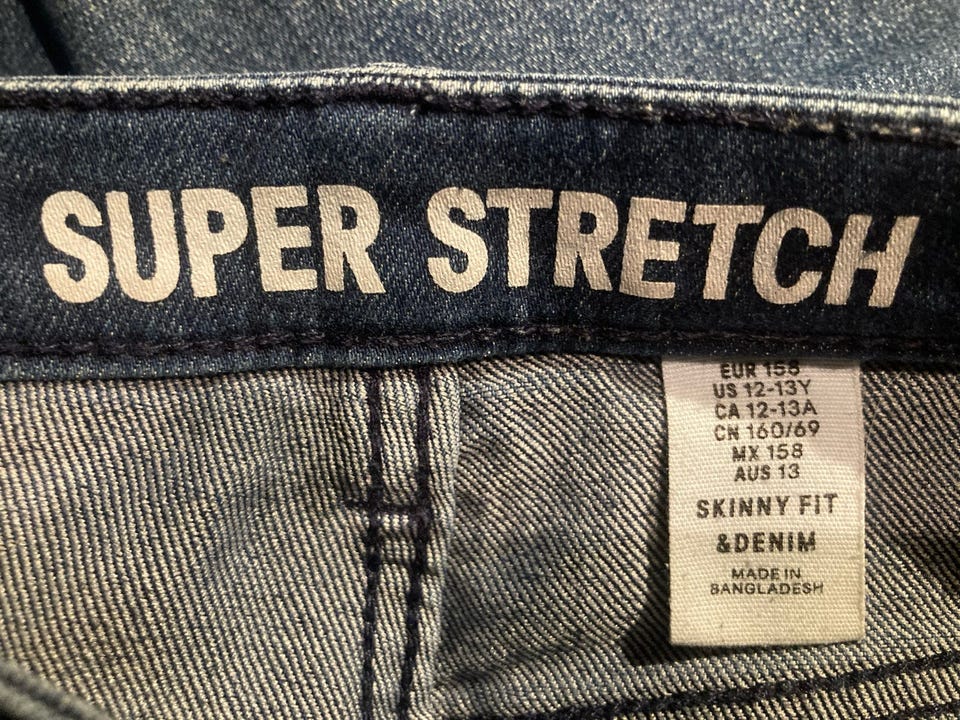 SUPER STRETCH
EUR 158
US 12-13Y
CA 12-13A
CN 160/69
MX 158
AUS 13
SKINNY FIT
&DENIM
MADE IN
BANGLADESH